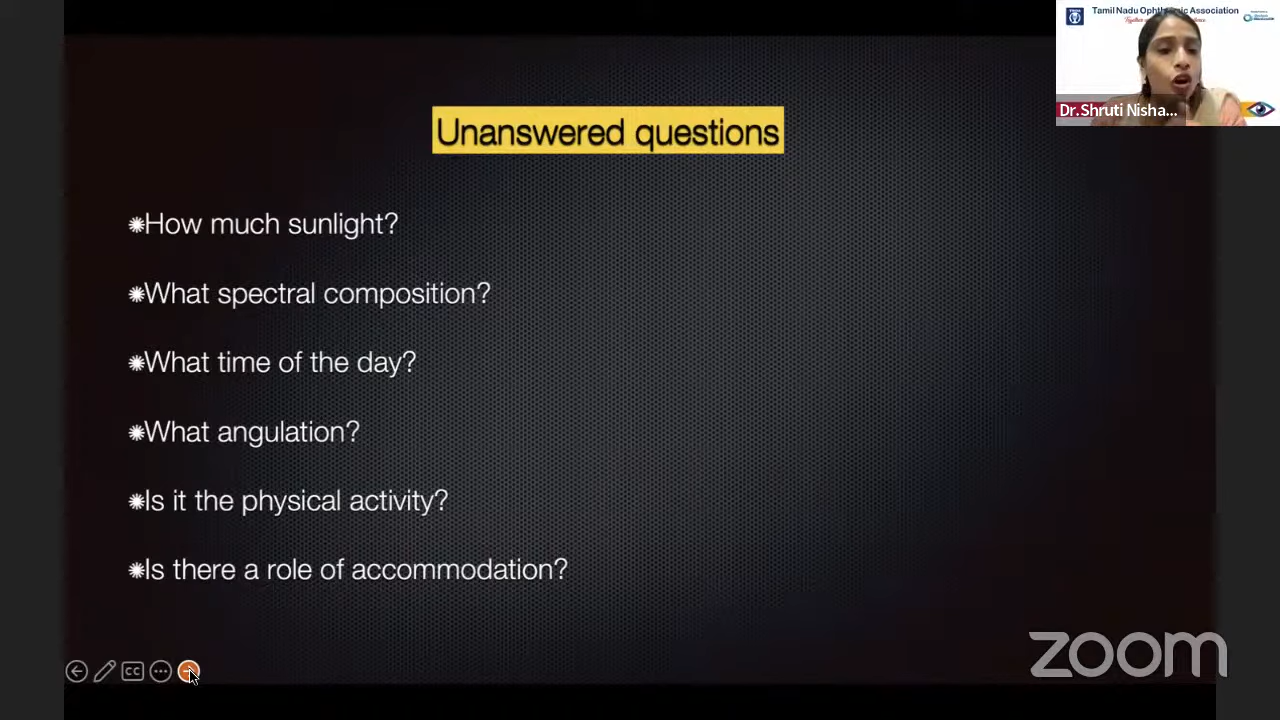 Tamil Nadu Ophthalmic Association
Dr.Shruti Nisha...
Unanswered questions
How much sunlight?
What spectral composition?
What time of the day?
What angulation?
Is it the physical activity?
Is there a role of accommodation?
CC
zoom